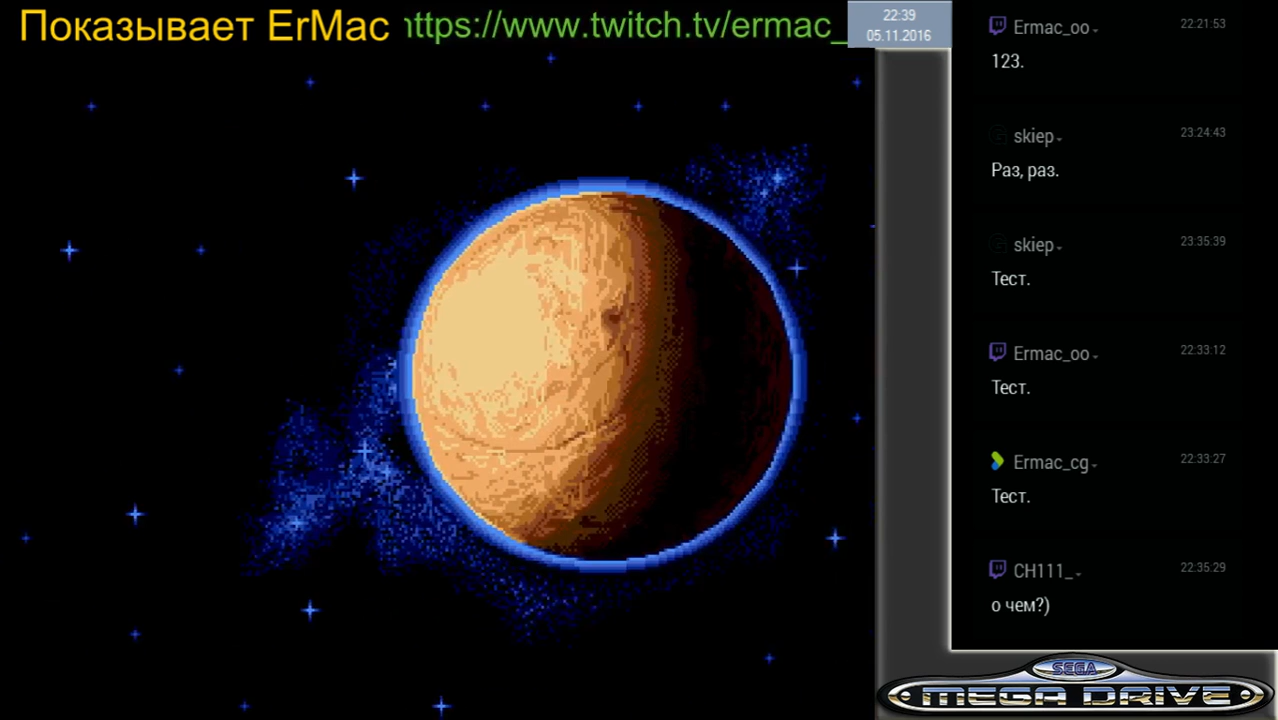 Показывает ErMac
https://www.twitch.tv/ermac_
22:39
05.11.2016
Ermac_oo 22:21:53
123.
skiep 23:24:43
Раз, раз.
skiep 23:35:39
Тест.
Ermac_oo 22:33:12
Тест.
Ermac_cg 22:33:27
Тест.
CH111_ 22:35:29
о чем?)
SEGA
MEGA DRIVE